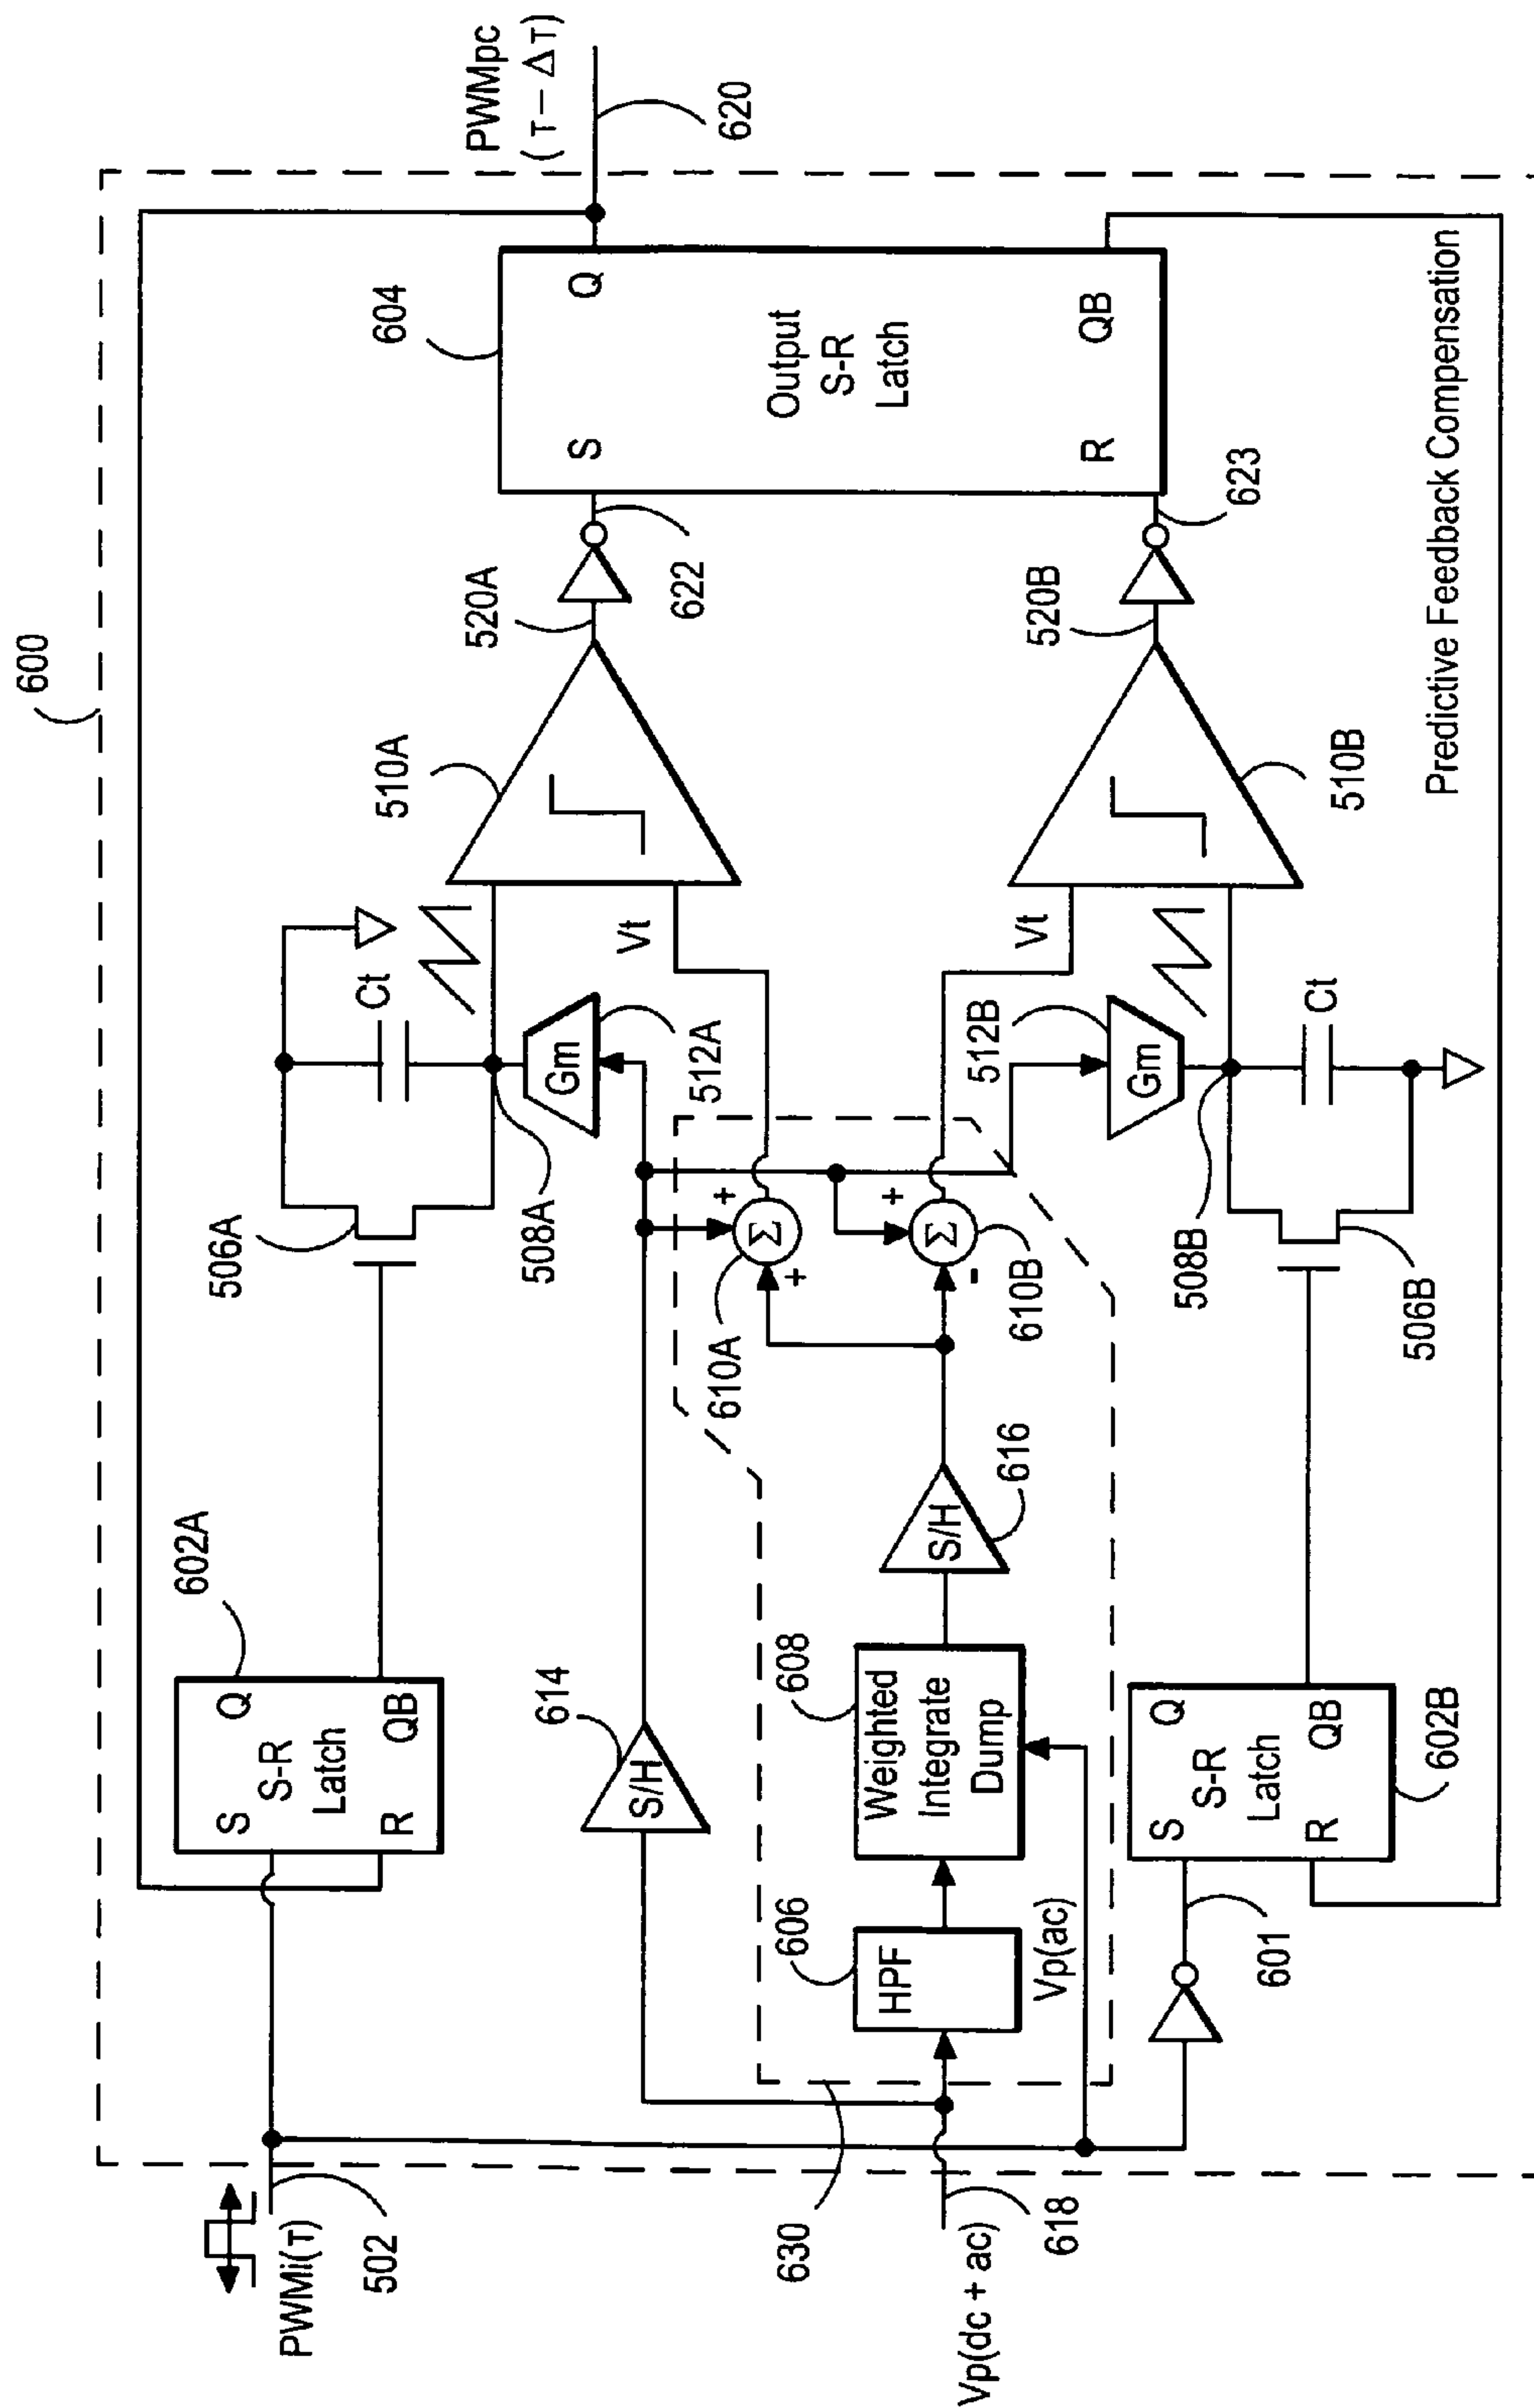 600
PWMi(τ)
502
602A
S
Q
S-R
Latch
R
QB
506A
508A
Ct
Gm
512A
Vt
510A
520A
622
604
S
Q
Output
S-R
Latch
R
QB
PWMpc
(τ − Δτ)
620
614
S/H
610A
Σ
+
+
Σ
+
-
610B
630
Vp(dc + ac)
618
606
HPF
Vp(ac)
608
Weighted
Integrate
Dump
S/H
616
512B
Gm
Vt
508B
Ct
510B
520B
623
601
S
Q
S-R
Latch
R
QB
602B
506B
Predictive Feedback Compensation